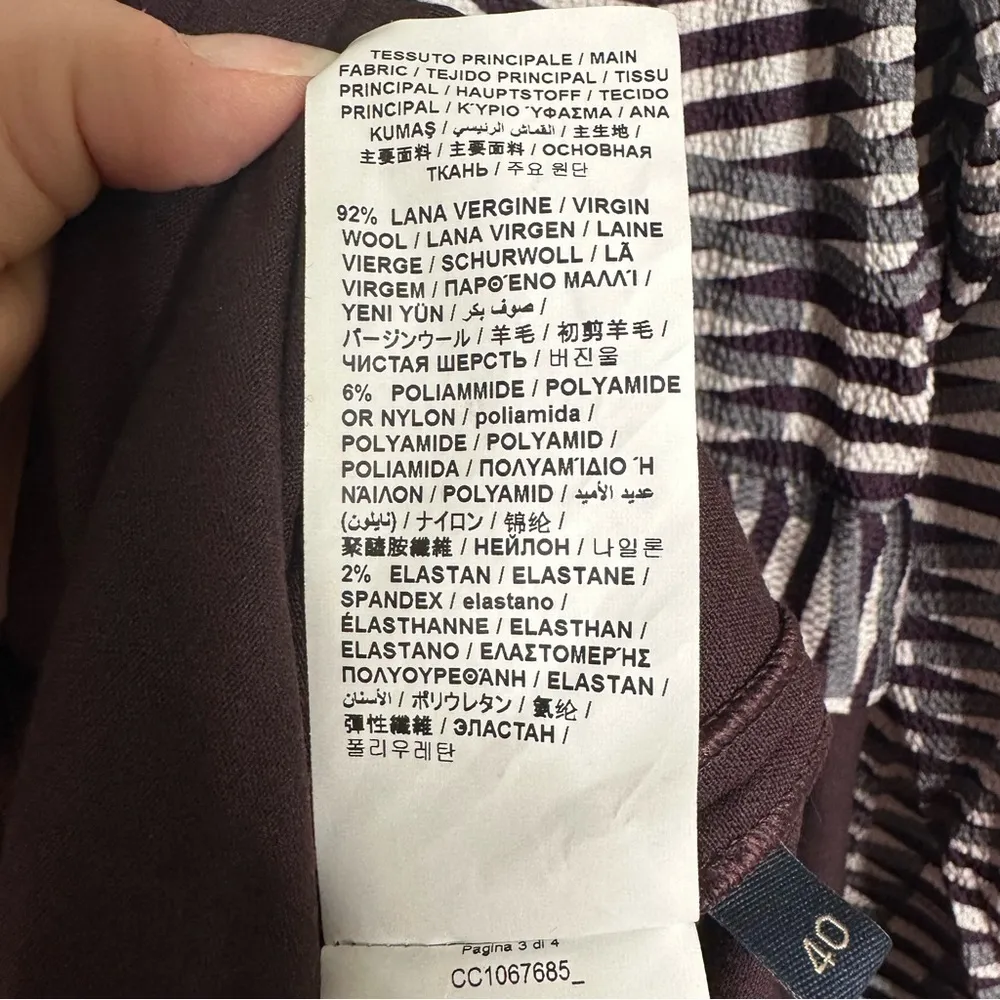 TESSUTO PRINCIPALE / MAIN
FABRIC / TEJIDO PRINCIPAL / TISSU
PRINCIPAL / HAUPTSTOFF / TECIDO
PRINCIPAL / ΚΎΡΙΟ ΎΦΑΣΜΑ / ANA
KUMAŞ / القماش الرئيسي / 主生地 /
主要面料 / 主要面料 / ОСНОВНАЯ
ТКАНЬ / 주요 원단
92% LANA VERGINE / VIRGIN
WOOL / LANA VIRGEN / LAINE
VIERGE / SCHURWOLL / LÃ
VIRGEM / ΠΑΡΘΈΝΟ ΜΑΛΛΊ /
YENI YÜN / صوف بكر /
バージンウール / 羊毛 / 初剪羊毛 /
ЧИСТАЯ ШЕРСТЬ / 버진울
6% POLIAMMIDE / POLYAMIDE
OR NYLON / poliamida /
POLYAMIDE / POLYAMID /
POLIAMIDA / ΠΟΛΥΑΜΊΔΙΟ Ή
ΝΆΙΛΟΝ / POLYAMID / عديد الأميد
(نايلون) / ナイロン / 锦纶 /
聚醯胺纖維 / НЕЙЛОН / 나일론
2% ELASTAN / ELASTANE /
SPANDEX / elastano /
ÉLASTHANNE / ELASTHAN /
ELASTANO / ΕΛΑΣΤΟΜΕΡΉΣ
ΠΟΛΥΟΥΡΕΘΆΝΗ / ELASTAN /
الأستان / ポリウレタン / 氨纶 /
彈性纖維 / ЭЛАСТАН /
폴리우레탄
Pagina 3 di 4
CC1067685_
40